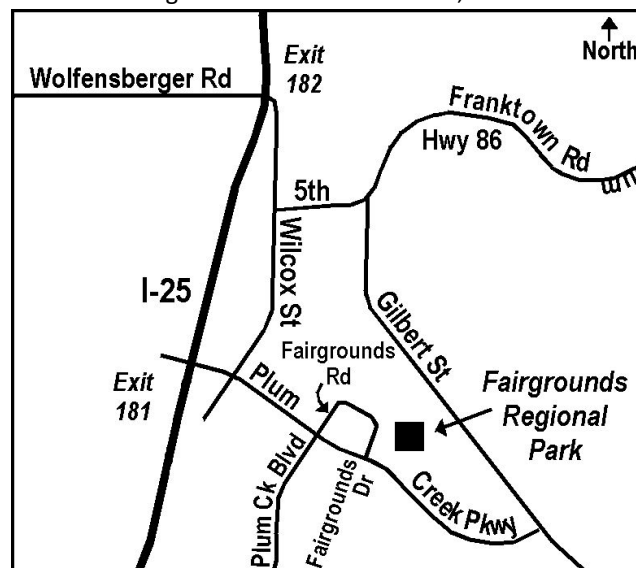 North
Exit
182
Wolfensberger Rd
Franktown Rd
Hwy 86
5th
Wilcox St
I-25
Gilbert St
Fairgrounds
Rd
Exit
181
Plum
Creek Pkwy
Fairgrounds
Regional
Park
Plum Ck Blvd
Fairgrounds
Dr